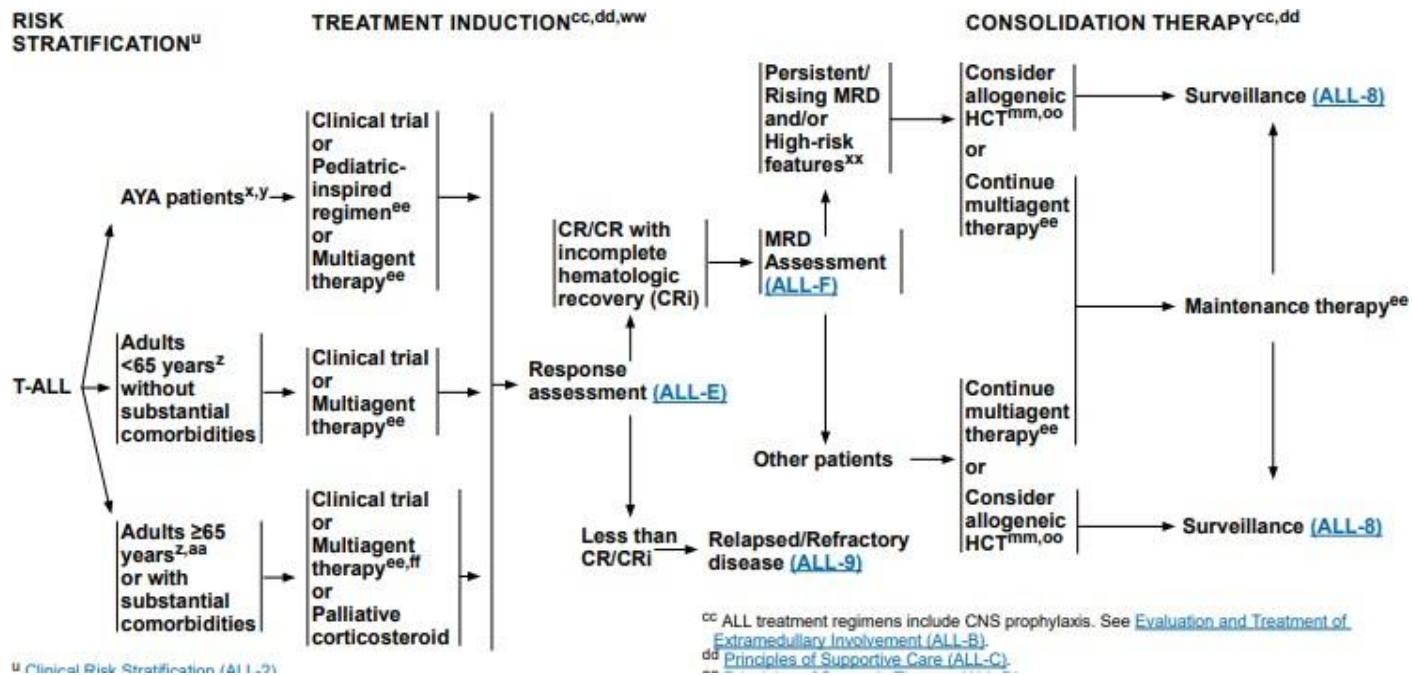 RISK
STRATIFICATIONᵘ
TREATMENT INDUCTIONcc,dd,ww
CONSOLIDATION THERAPYcc,dd
T-ALL
AYA patientsx,y
Clinical trial
or
Pediatric-
inspired
regimenee
or
Multiagent
therapyee
Adults
<65 yearsz
without
substantial
comorbidities
Clinical trial
or
Multiagent
therapyee
Adults ≥65
yearsz,aa
or with
substantial
comorbidities
Clinical trial
or
Multiagent
therapyee,ff
or
Palliative
corticosteroid
Response
assessment (ALL-E)
CR/CR with
incomplete
hematologic
recovery (CRi)
Less than
CR/CRi
Relapsed/Refractory
disease (ALL-9)
MRD
Assessment
(ALL-F)
Persistent/
Rising MRD
and/or
High-risk
featuresxx
Other patients
Consider
allogeneic
HCTmm,oo
or
Continue
multiagent
therapyee
Surveillance (ALL-8)
Maintenance therapyee
Continue
multiagent
therapyee
or
Consider
allogeneic
HCTmm,oo
Surveillance (ALL-8)
u Clinical Risk Stratification (ALL-2)
cc ALL treatment regimens include CNS prophylaxis. See Evaluation and Treatment of
Extramedullary Involvement (ALL-B).
dd Principles of Supportive Care (ALL-C).